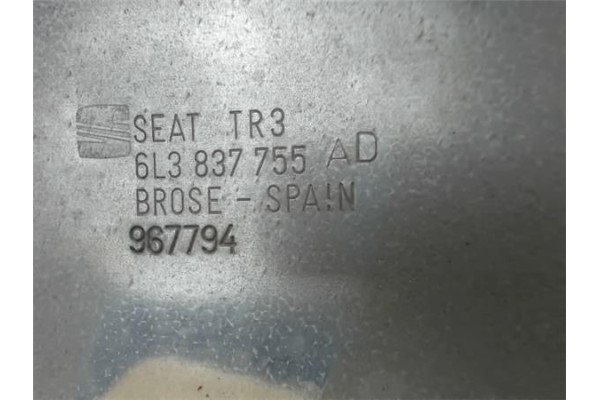 SEAT TR3
6L3 837 755 AD
BROSE - SPAIN
967794